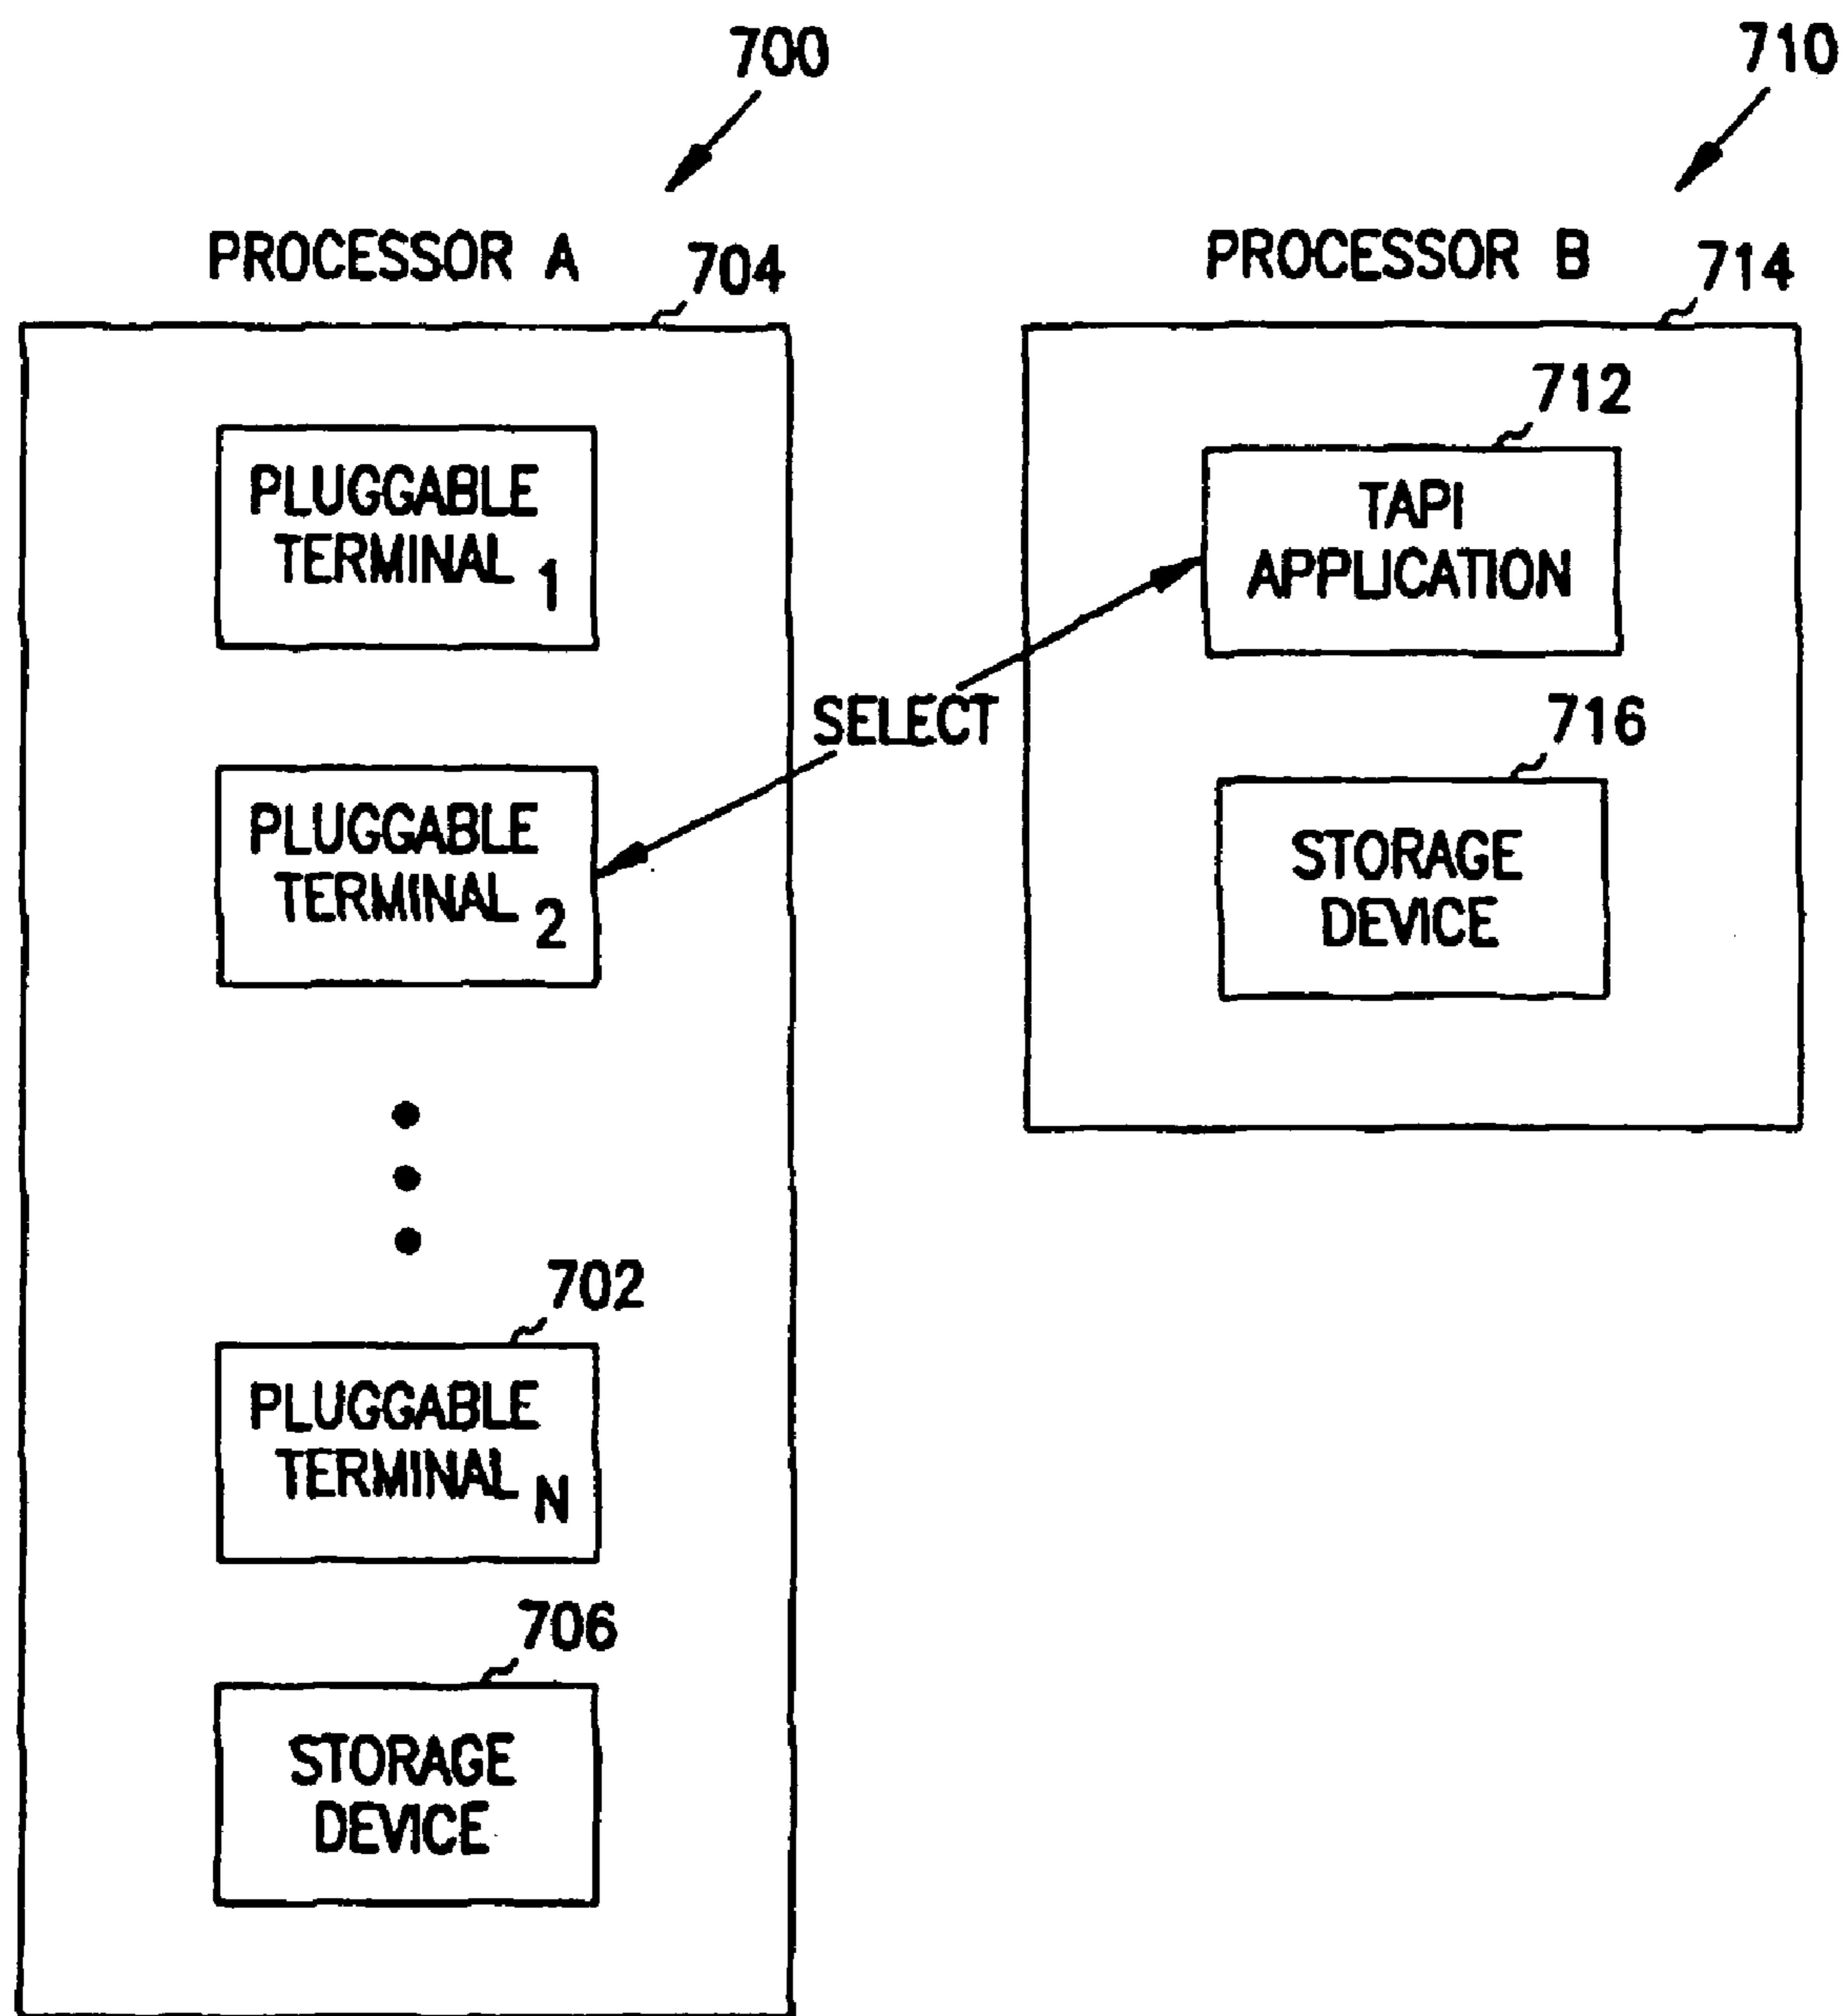 700
710
PROCESSOR A
704
PROCESSOR B
714
PLUGGABLE
TERMINAL 1
712
TAPI
APPLICATION
SELECT
PLUGGABLE
TERMINAL 2
716
STORAGE
DEVICE
702
PLUGGABLE
TERMINAL N
706
STORAGE
DEVICE